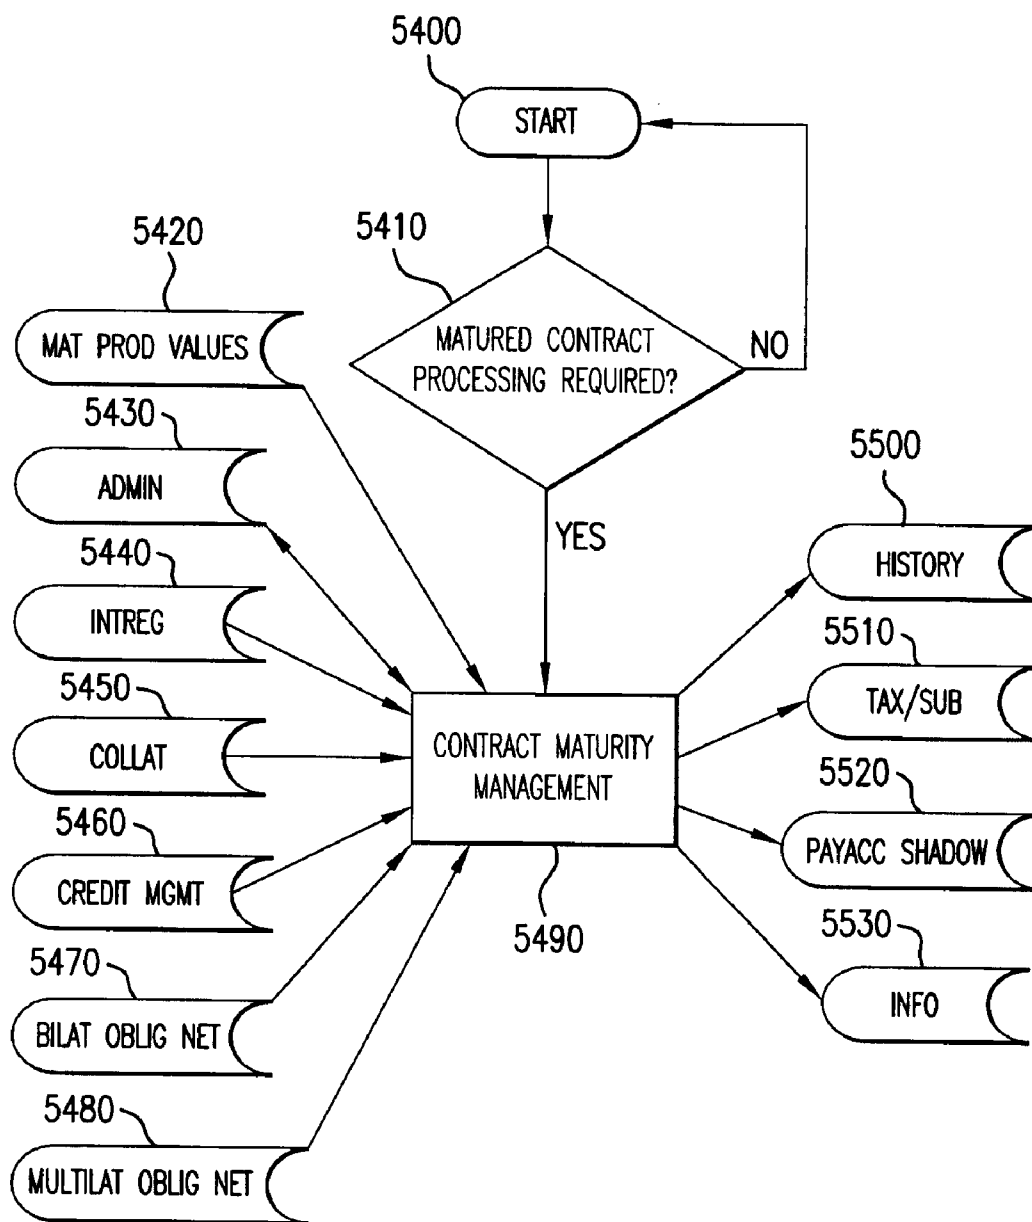 5400
START
5410
MATURED CONTRACT
PROCESSING REQUIRED?
NO
YES
5420
MAT PROD VALUES
5430
ADMIN
5440
INTREG
5450
COLLAT
5460
CREDIT MGMT
5470
BILAT OBLIG NET
5480
MULTILAT OBLIG NET
CONTRACT MATURITY
MANAGEMENT
5490
5500
HISTORY
5510
TAX/SUB
5520
PAYACC SHADOW
5530
INFO